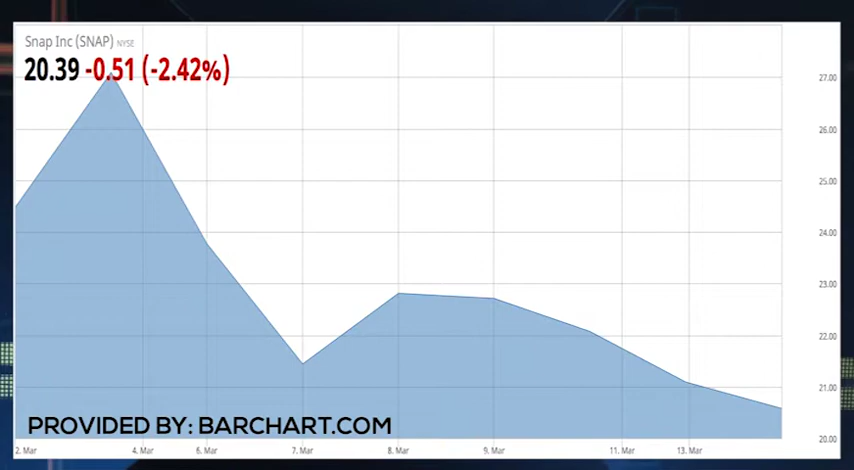 Snap Inc (SNAP) NYSE
20.39 -0.51 (-2.42%)
27.00
26.00
25.00
24.00
23.00
22.00
21.00
20.00
PROVIDED BY: BARCHART.COM
2. Mar 4. Mar 6. Mar 7. Mar 8. Mar 9. Mar 11. Mar 13. Mar